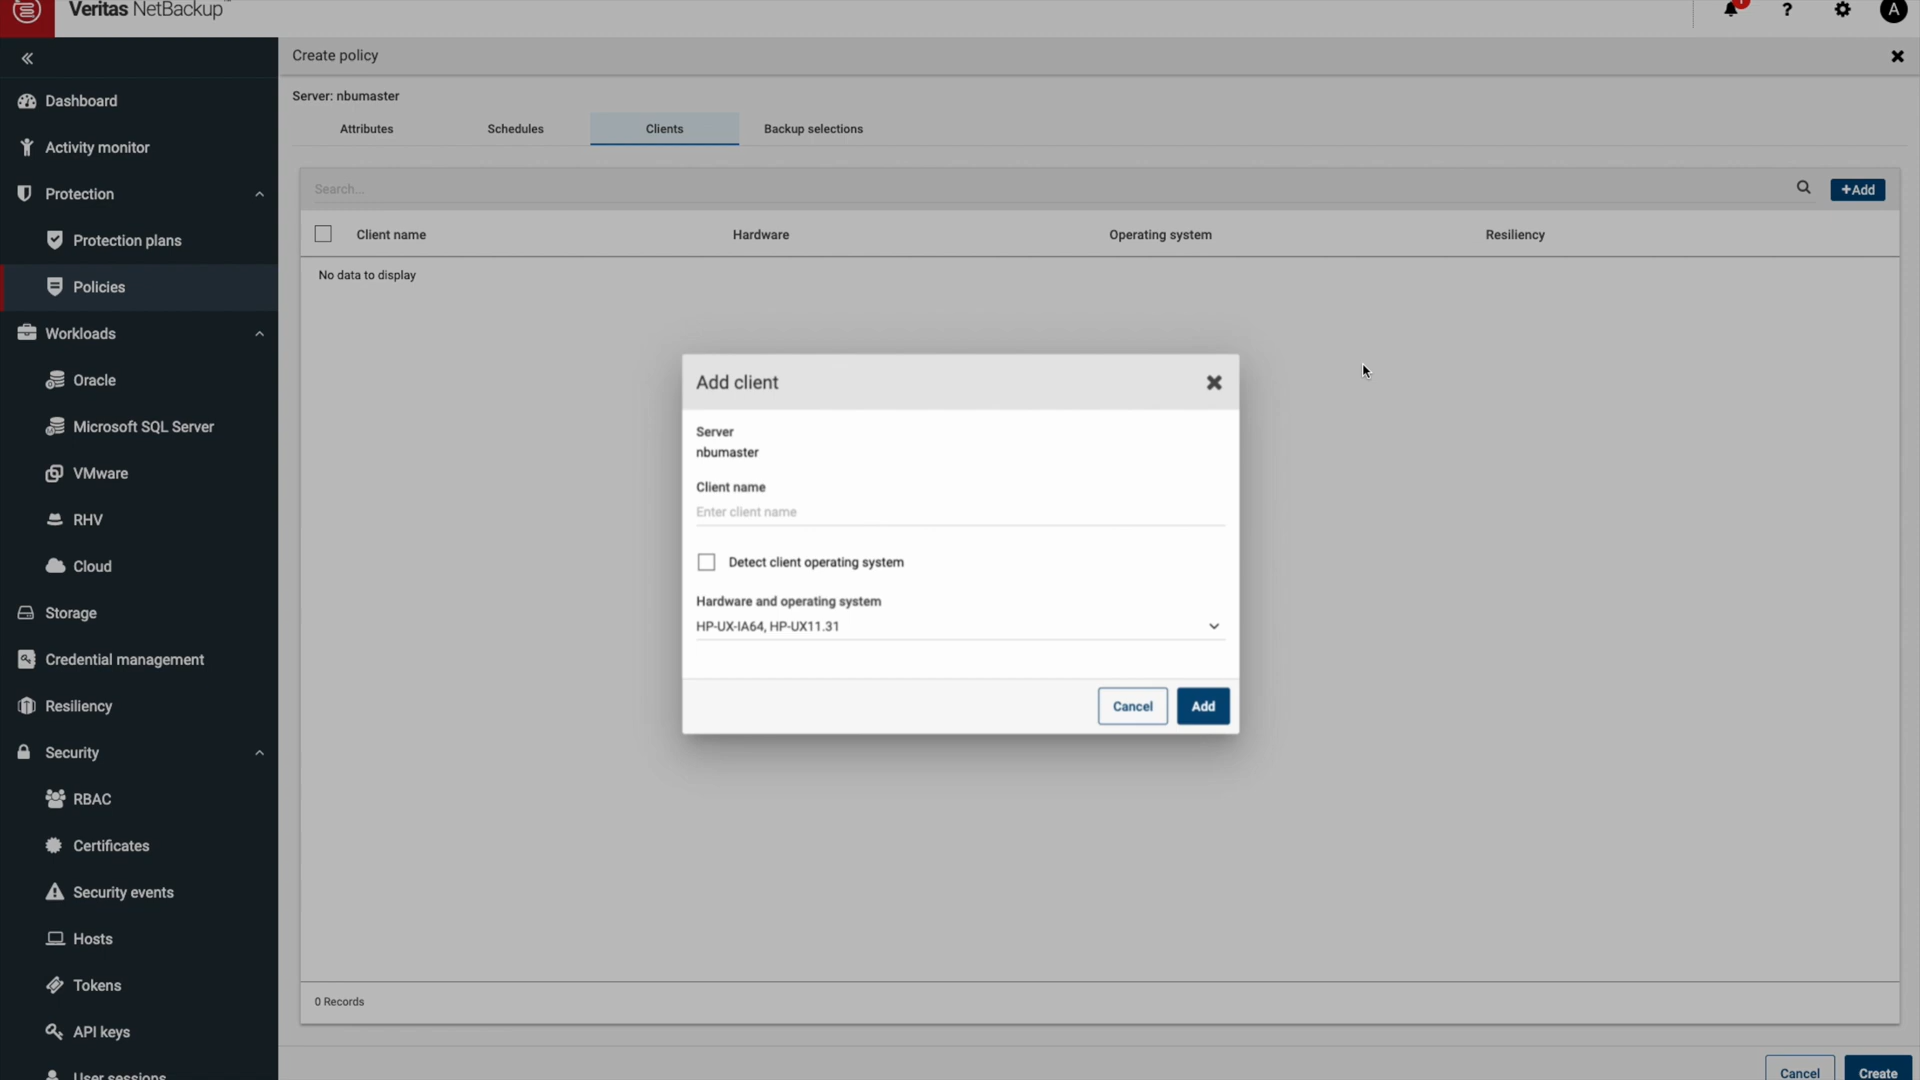 Veritas NetBackup
1
?
A
Create policy
Server: nbumaster
Attributes
Schedules
Clients
Backup selections
Dashboard
Activity monitor
Protection
Protection plans
Policies
Workloads
Oracle
Microsoft SQL Server
VMware
RHV
Cloud
Storage
Credential management
Resiliency
Security
RBAC
Certificates
Security events
Hosts
Tokens
API keys
User sessions
Search...
+Add
Client name
Hardware
Operating system
Resiliency
No data to display
Add client
Server
nbumaster
Client name
Enter client name
Detect client operating system
Hardware and operating system
HP-UX-IA64, HP-UX11.31
Cancel
Add
0 Records
Cancel
Create